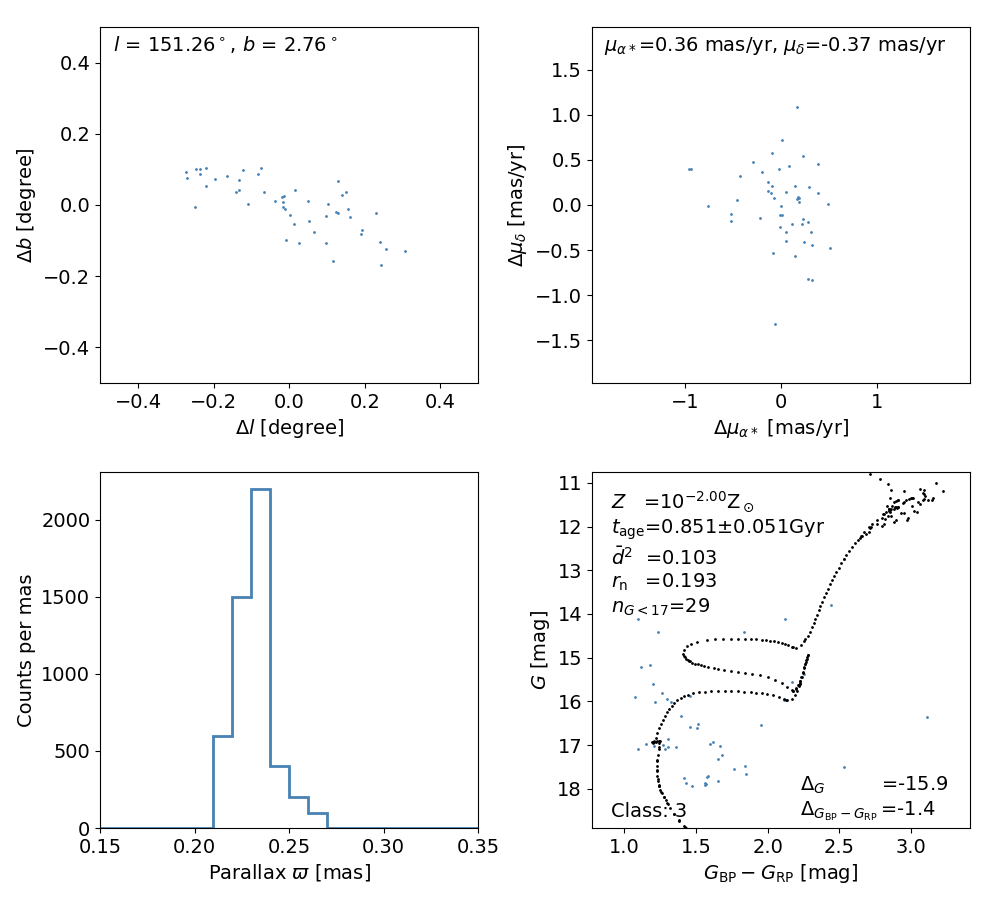 l = 151.26°, b = 2.76°
0.4
0.2
0.0
−0.2
−0.4
Δb [degree]
−0.4 −0.2 0.0 0.2 0.4
Δl [degree]
μα*=0.36 mas/yr, μδ=-0.37 mas/yr
1.5
1.0
0.5
0.0
−0.5
−1.0
−1.5
Δμδ [mas/yr]
−1 0 1
Δμα* [mas/yr]
2000
1500
1000
500
0
Counts per mas
0.15 0.20 0.25 0.30 0.35
Parallax ϖ [mas]
11
12
13
14
15
16
17
18
G [mag]
Z =10^−2.00Z⊙
t_age=0.851±0.051Gyr
d̄² =0.103
r_n =0.193
n_G<17=29
Δ_G =-15.9
Class: 3 Δ_GBP−GRP =-1.4
1.0 1.5 2.0 2.5 3.0
G_BP − G_RP [mag]